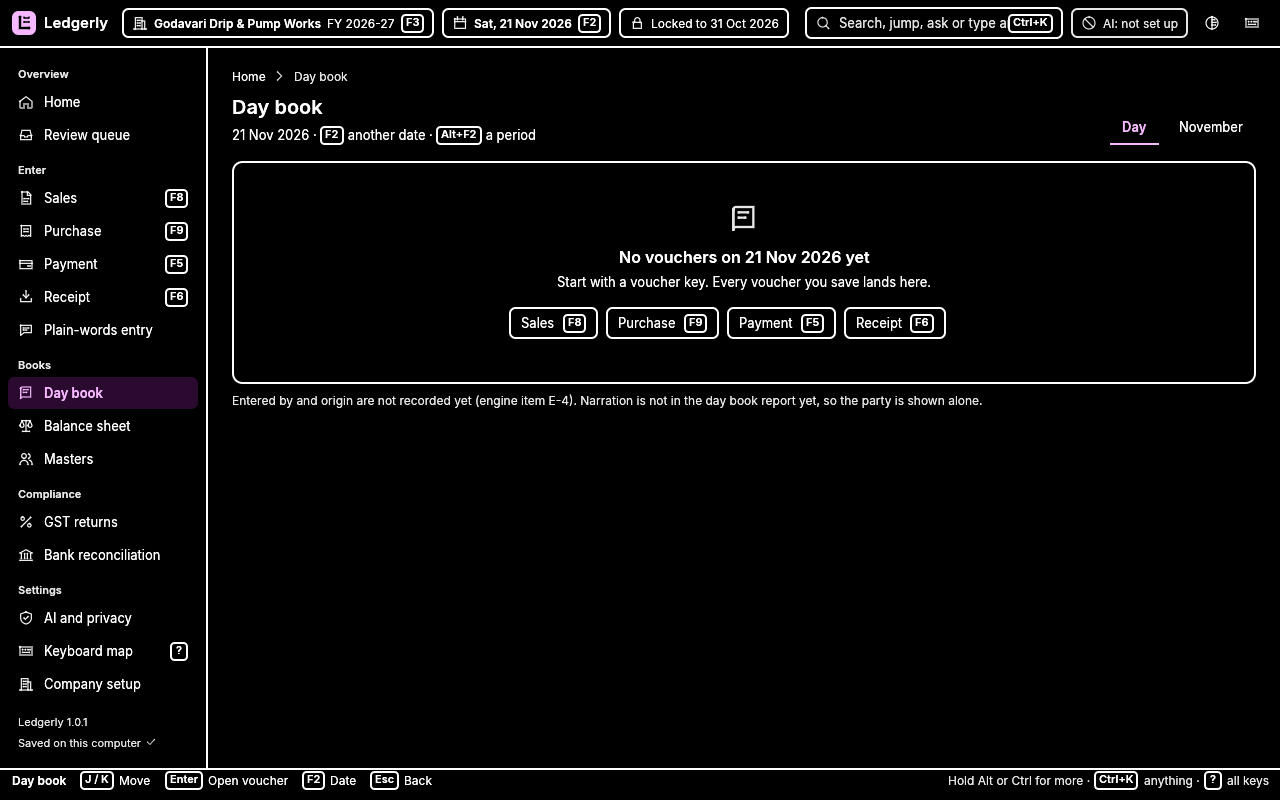 Ledgerly
Godavari Drip & Pump Works FY 2026-27 F3
Sat, 21 Nov 2026 F2
Locked to 31 Oct 2026
Search, jump, ask or type a Ctrl+K
AI: not set up
Overview
Home
Review queue
Enter
Sales F8
Purchase F9
Payment F5
Receipt F6
Plain-words entry
Books
Day book
Balance sheet
Masters
Compliance
GST returns
Bank reconciliation
Settings
AI and privacy
Keyboard map ?
Company setup
Ledgerly 1.0.1
Saved on this computer
Home Day book
Day book
21 Nov 2026 · F2 another date · Alt+F2 a period
Day November
No vouchers on 21 Nov 2026 yet
Start with a voucher key. Every voucher you save lands here.
Sales F8 Purchase F9 Payment F5 Receipt F6
Entered by and origin are not recorded yet (engine item E-4). Narration is not in the day book report yet, so the party is shown alone.
Day book J / K Move Enter Open voucher F2 Date Esc Back
Hold Alt or Ctrl for more · Ctrl+K anything · ? all keys